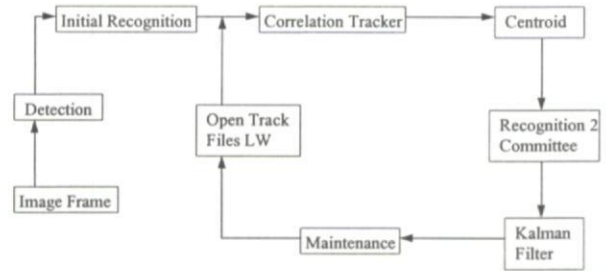 Initial Recognition
Correlation Tracker
Centroid
Detection
Open Track
Files LW
Recognition 2
Committee
Image Frame
Maintenance
Kalman
Filter